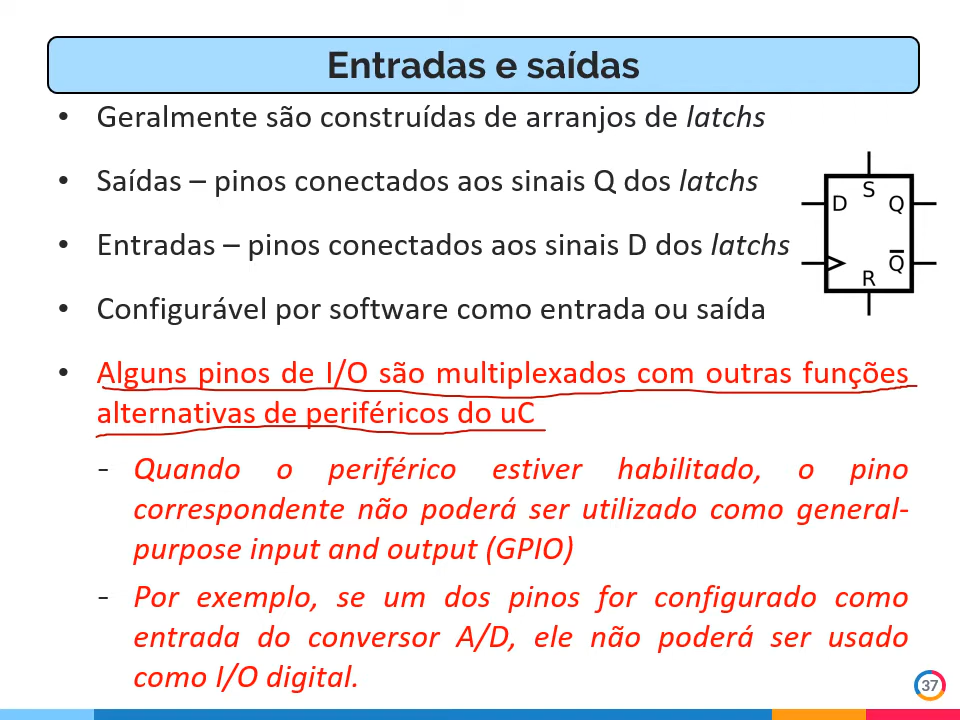 Entradas e saídas
• Geralmente são construídas de arranjos de latchs
• Saídas – pinos conectados aos sinais Q dos latchs
• Entradas – pinos conectados aos sinais D dos latchs
• Configurável por software como entrada ou saída
• Alguns pinos de I/O são multiplexados com outras funções
alternativas de periféricos do uC
- Quando o periférico estiver habilitado, o pino
correspondente não poderá ser utilizado como general-
purpose input and output (GPIO)
- Por exemplo, se um dos pinos for configurado como
entrada do conversor A/D, ele não poderá ser usado
como I/O digital.
S
D Q
Q̅
R
37